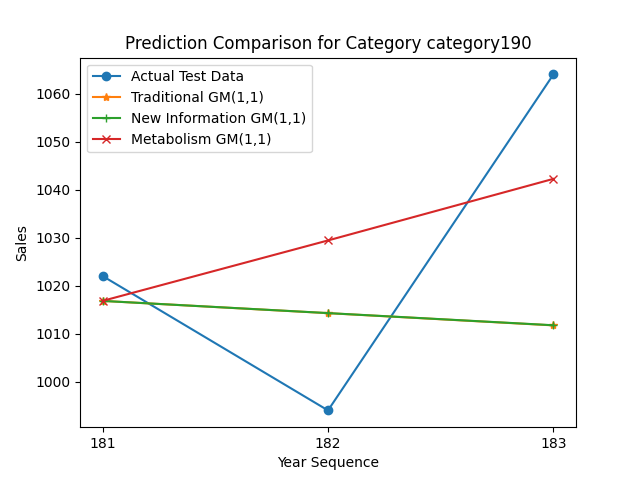 Prediction Comparison for Category category190
Actual Test Data
Traditional GM(1,1)
New Information GM(1,1)
Metabolism GM(1,1)
Sales
1060
1050
1040
1030
1020
1010
1000
181
182
183
Year Sequence